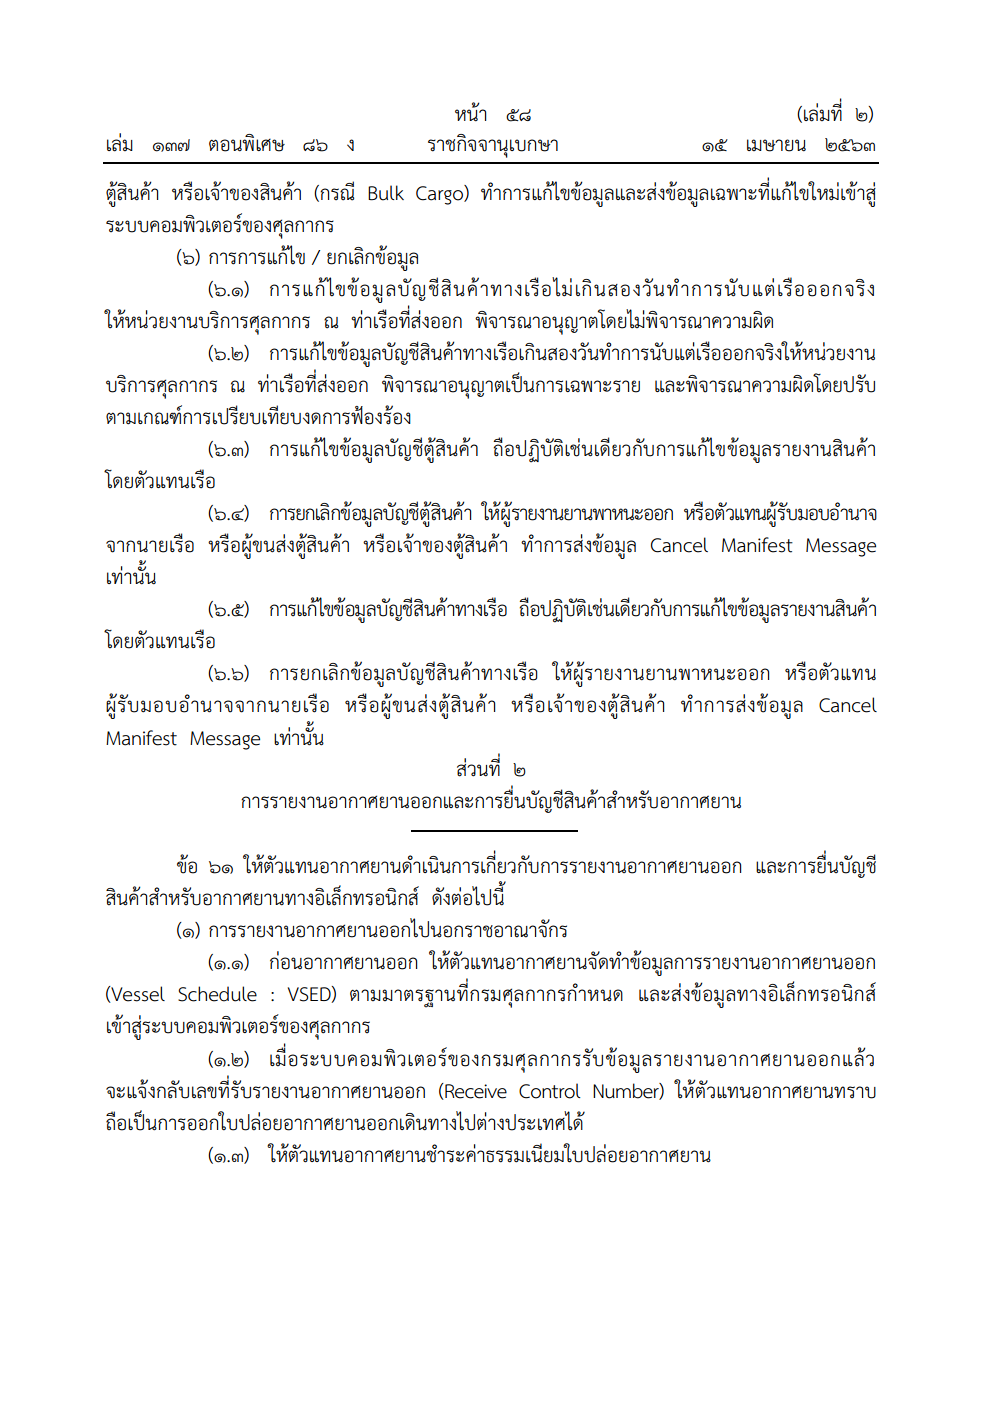 หน้า ๕๘ (เล่มที่ ๒)
เล่ม ๑๓๗ ตอนพิเศษ ๘๖ ง ราชกิจจานุเบกษา ๑๕ เมษายน ๒๕๖๓
ตู้สินค้า หรือเจ้าของสินค้า (กรณี Bulk Cargo) ทำการแก้ไขข้อมูลและส่งข้อมูลเฉพาะที่แก้ไขใหม่เข้าสู่
ระบบคอมพิวเตอร์ของศุลกากร
(๖) การการแก้ไข / ยกเลิกข้อมูล
(๖.๑) การแก้ไขข้อมูลบัญชีสินค้าทางเรือไม่เกินสองวันทำการนับแต่เรือออกจริง
ให้หน่วยงานบริการศุลกากร ณ ท่าเรือที่ส่งออก พิจารณาอนุญาตโดยไม่พิจารณาความผิด
(๖.๒) การแก้ไขข้อมูลบัญชีสินค้าทางเรือเกินสองวันทำการนับแต่เรือออกจริงให้หน่วยงาน
บริการศุลกากร ณ ท่าเรือที่ส่งออก พิจารณาอนุญาตเป็นการเฉพาะราย และพิจารณาความผิดโดยปรับ
ตามเกณฑ์การเปรียบเทียบงดการฟ้องร้อง
(๖.๓) การแก้ไขข้อมูลบัญชีตู้สินค้า ถือปฏิบัติเช่นเดียวกับการแก้ไขข้อมูลรายงานสินค้า
โดยตัวแทนเรือ
(๖.๔) การยกเลิกข้อมูลบัญชีตู้สินค้า ให้ผู้รายงานยานพาหนะออก หรือตัวแทนผู้รับมอบอำนาจ
จากนายเรือ หรือผู้ขนส่งตู้สินค้า หรือเจ้าของตู้สินค้า ทำการส่งข้อมูล Cancel Manifest Message
เท่านั้น
(๖.๕) การแก้ไขข้อมูลบัญชีสินค้าทางเรือ ถือปฏิบัติเช่นเดียวกับการแก้ไขข้อมูลรายงานสินค้า
โดยตัวแทนเรือ
(๖.๖) การยกเลิกข้อมูลบัญชีสินค้าทางเรือ ให้ผู้รายงานยานพาหนะออก หรือตัวแทน
ผู้รับมอบอำนาจจากนายเรือ หรือผู้ขนส่งตู้สินค้า หรือเจ้าของตู้สินค้า ทำการส่งข้อมูล Cancel
Manifest Message เท่านั้น
ส่วนที่ ๒
การรายงานอากาศยานออกและการยื่นบัญชีสินค้าสำหรับอากาศยาน
ข้อ ๖๑ ให้ตัวแทนอากาศยานดำเนินการเกี่ยวกับการรายงานอากาศยานออก และการยื่นบัญชี
สินค้าสำหรับอากาศยานทางอิเล็กทรอนิกส์ ดังต่อไปนี้
(๑) การรายงานอากาศยานออกไปนอกราชอาณาจักร
(๑.๑) ก่อนอากาศยานออก ให้ตัวแทนอากาศยานจัดทำข้อมูลการรายงานอากาศยานออก
(Vessel Schedule : VSED) ตามมาตรฐานที่กรมศุลกากรกำหนด และส่งข้อมูลทางอิเล็กทรอนิกส์
เข้าสู่ระบบคอมพิวเตอร์ของศุลกากร
(๑.๒) เมื่อระบบคอมพิวเตอร์ของกรมศุลกากรรับข้อมูลรายงานอากาศยานออกแล้ว
จะแจ้งกลับเลขที่รับรายงานอากาศยานออก (Receive Control Number) ให้ตัวแทนอากาศยานทราบ
ถือเป็นการออกใบปล่อยอากาศยานออกเดินทางไปต่างประเทศได้
(๑.๓) ให้ตัวแทนอากาศยานชำระค่าธรรมเนียมใบปล่อยอากาศยาน